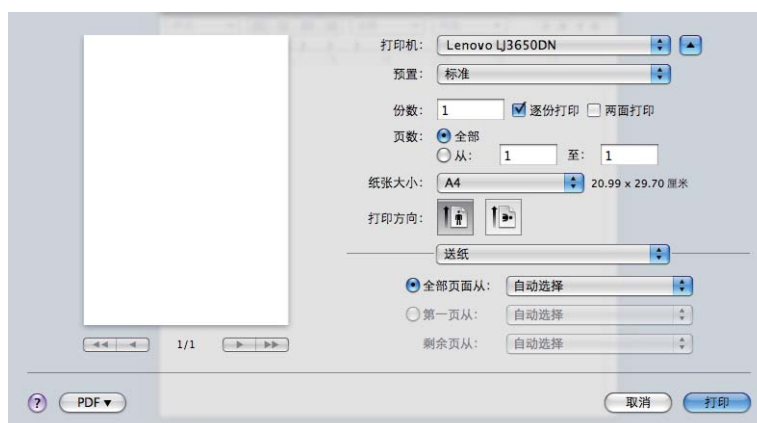 打印机: Lenovo LJ3650DN
预置: 标准
份数: 1 逐份打印 两面打印
页数: 全部
从: 1 至: 1
纸张大小: A4 20.99 x 29.70 厘米
打印方向:
送纸
全部页面从: 自动选择
第一页从: 自动选择
剩余页从: 自动选择
1/1
? PDF▼ 取消 打印